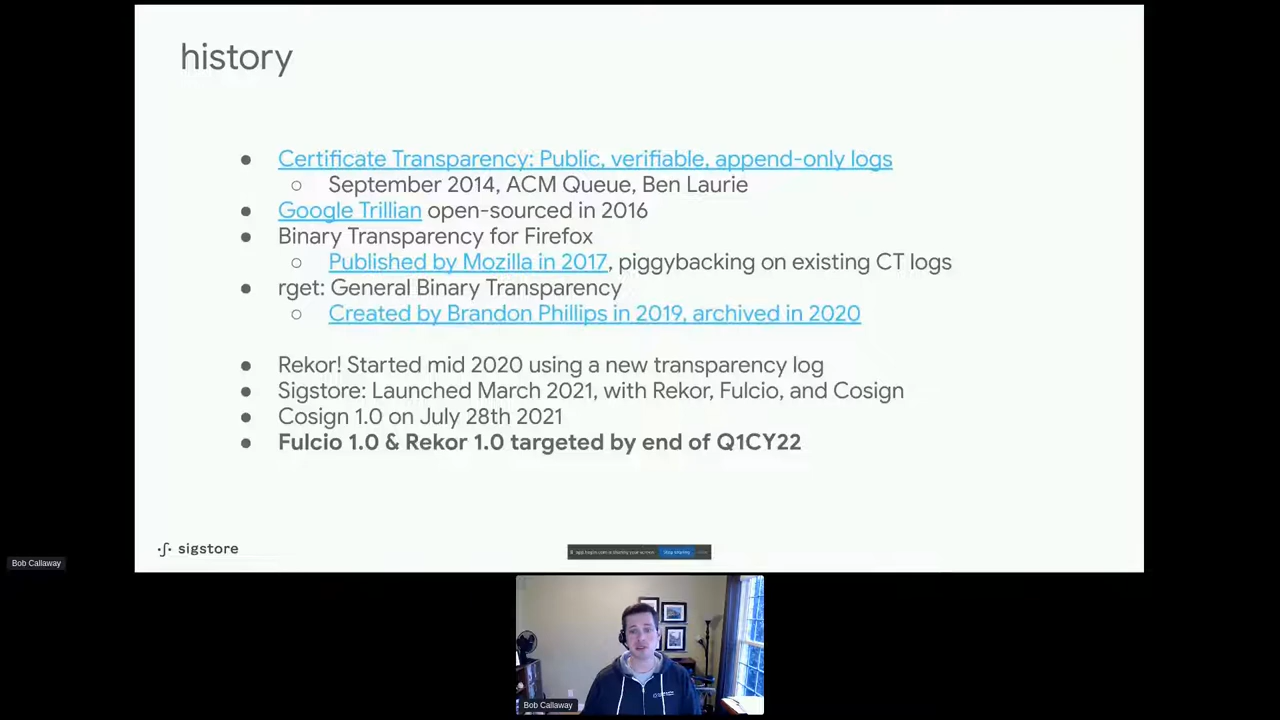 history
● Certificate Transparency: Public, verifiable, append-only logs
○ September 2014, ACM Queue, Ben Laurie
● Google Trillian open-sourced in 2016
● Binary Transparency for Firefox
○ Published by Mozilla in 2017, piggybacking on existing CT logs
● rget: General Binary Transparency
○ Created by Brandon Phillips in 2019, archived in 2020
● Rekor! Started mid 2020 using a new transparency log
● Sigstore: Launched March 2021, with Rekor, Fulcio, and Cosign
● Cosign 1.0 on July 28th 2021
● Fulcio 1.0 & Rekor 1.0 targeted by end of Q1CY22
sigstore
Stop sharing
Bob Callaway
Bob Callaway